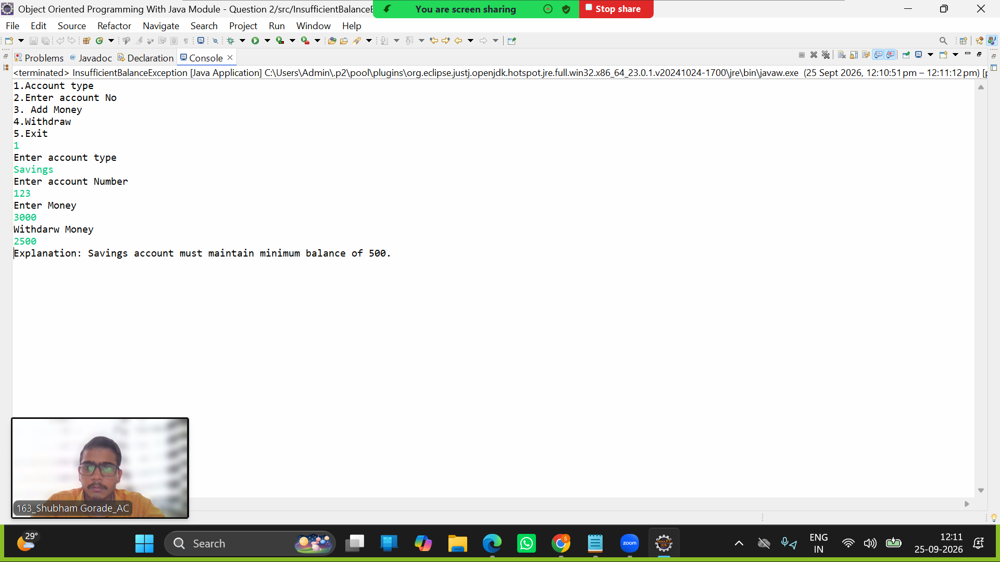 Object Oriented Programming With Java Module - Question 2/src/InsufficientBalanceE
You are screen sharing
Stop share
File Edit Source Refactor Navigate Search Project Run Window Help
Problems @ Javadoc Declaration Console
<terminated> InsufficientBalanceException [Java Application] C:\Users\Admin\.p2\pool\plugins\org.eclipse.justj.openjdk.hotspot.jre.full.win32.x86_64_23.0.1.v20241024-1700\jre\bin\javaw.exe (25 Sept 2026, 12:10:51 pm – 12:11:12 pm) [p
1.Account type
2.Enter account No
3. Add Money
4.Withdraw
5.Exit
1
Enter account type
Savings
Enter account Number
123
Enter Money
3000
Withdarw Money
2500
Explanation: Savings account must maintain minimum balance of 500.
163_Shubham Gorade_AC
29°
Search
zoom
Java EE
IDE
ENG
IN
12:11
25-09-2026